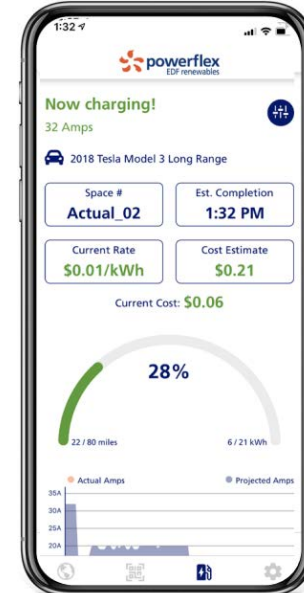 1:32
powerflex
EDF renewables
Now charging!
32 Amps
2018 Tesla Model 3 Long Range
Space #
Actual_02
Est. Completion
1:32 PM
Current Rate
$0.01/kWh
Cost Estimate
$0.21
Current Cost: $0.06
28%
22 / 80 miles
6 / 21 kWh
Actual Amps
Projected Amps
35A
30A
25A
20A